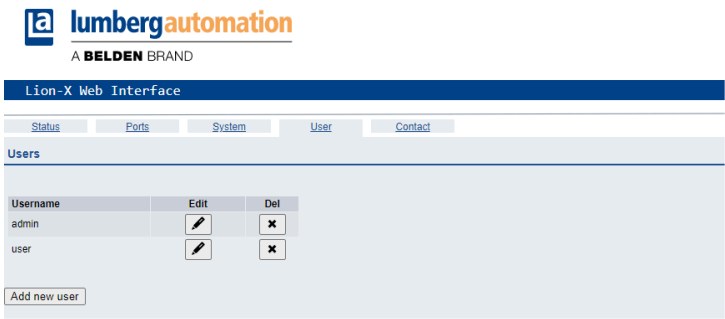 la lumbergautomation
A BELDEN BRAND
Lion-X Web Interface
Status Ports System User Contact
Users
Username Edit Del
admin
user
Add new user